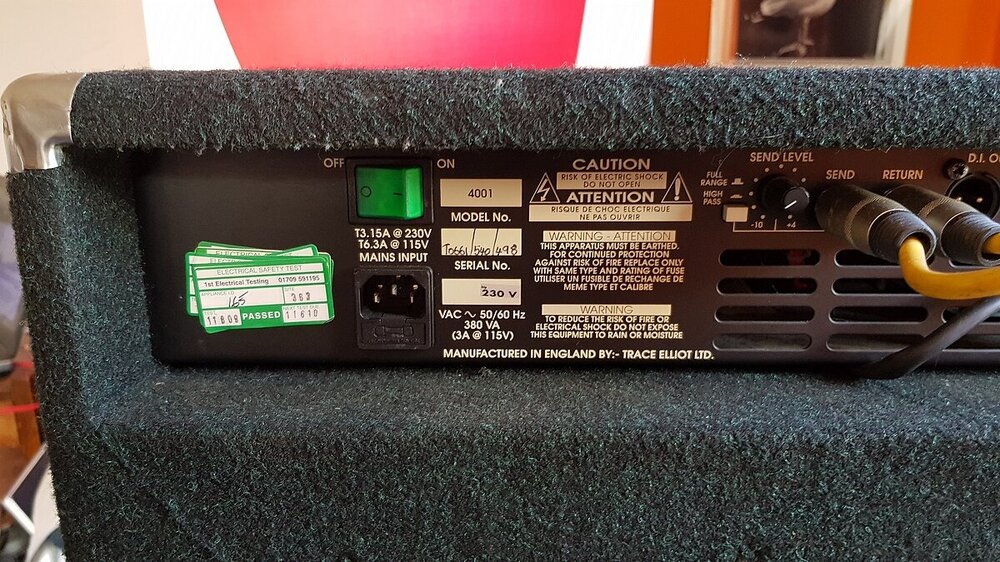 OFF
ON
T3.15A @ 230V
T6.3A @ 115V
MAINS INPUT
4001
MODEL No.
SERIAL No.
230 V
VAC ~ 50/60 Hz
380 VA
(3A @ 115V)
CAUTION
RISK OF ELECTRIC SHOCK
DO NOT OPEN
ATTENTION
RISQUE DE CHOC ELECTRIQUE
NE PAS OUVRIR
WARNING - ATTENTION
THIS APPARATUS MUST BE EARTHED.
FOR CONTINUED PROTECTION
AGAINST RISK OF FIRE REPLACE ONLY
WITH SAME TYPE AND RATING OF FUSE
UTILISER UN FUSIBLE DE RECHANGE DE
MEME TYPE ET CALIBRE
WARNING
TO REDUCE THE RISK OF FIRE OR
ELECTRICAL SHOCK DO NOT EXPOSE
THIS EQUIPMENT TO RAIN OR MOISTURE
MANUFACTURED IN ENGLAND BY:- TRACE ELLIOT LTD.
SEND LEVEL
FULL
RANGE
HIGH
PASS
-10
+4
SEND
RETURN
D.I.
ELECTRICAL SAFETY TEST
1st Electrical Testing 01709 591195
APPLIANCE I.D.
165
SITE
363
PASSED